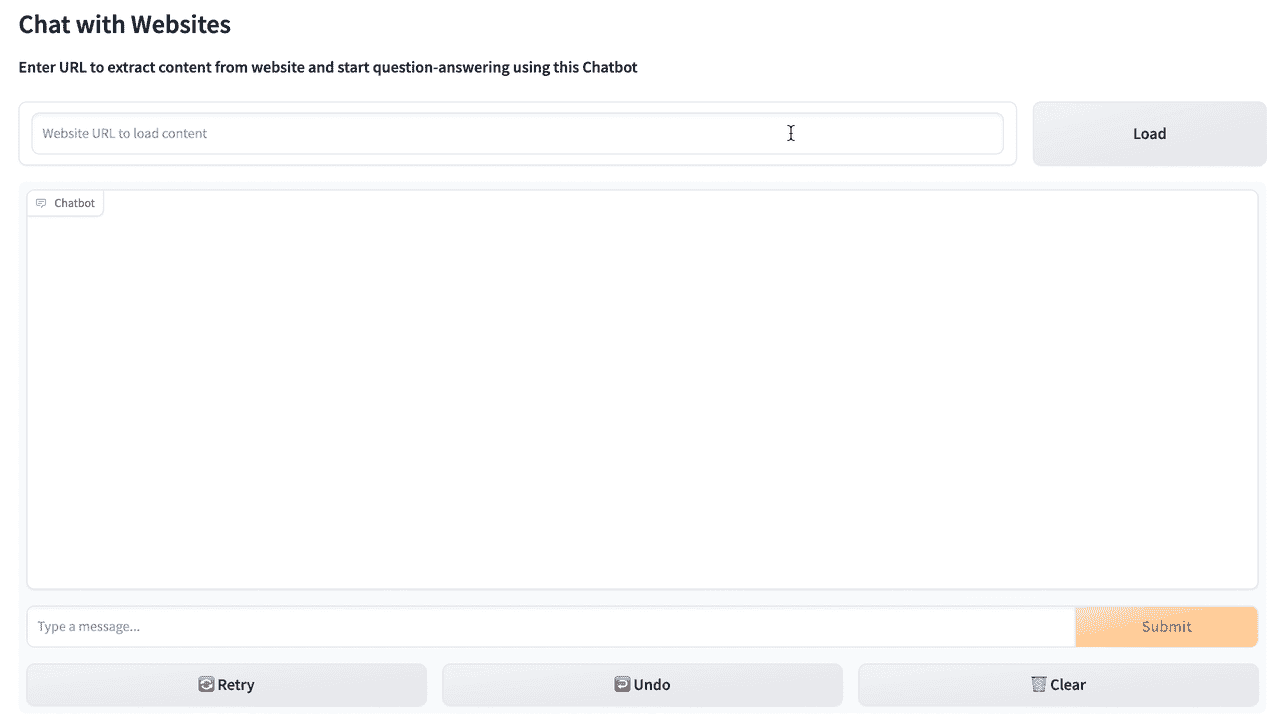 Chat with Websites
Enter URL to extract content from website and start question-answering using this Chatbot
Website URL to load content
Load
Chatbot
Type a message...
Submit
Retry
Undo
Clear